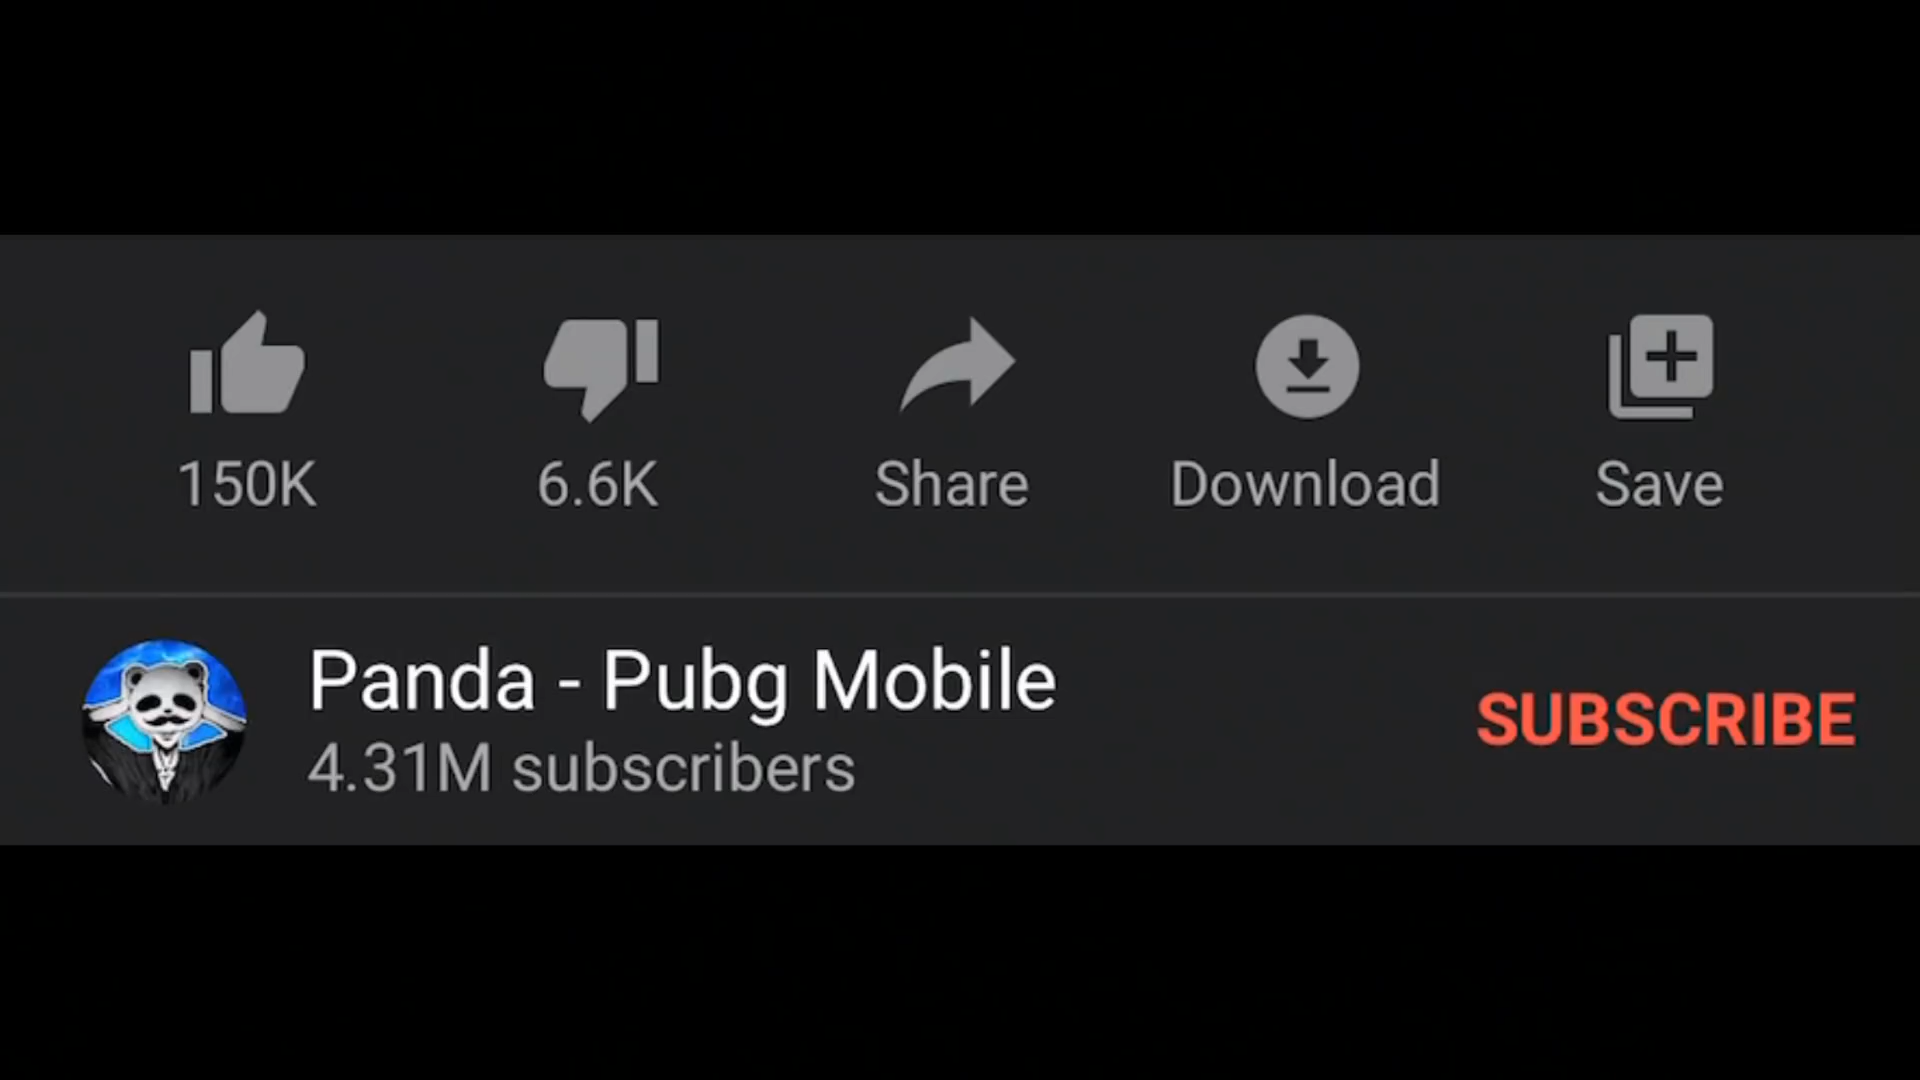 150K 6.6K Share Download Save
Panda - Pubg Mobile
4.31M subscribers
SUBSCRIBE